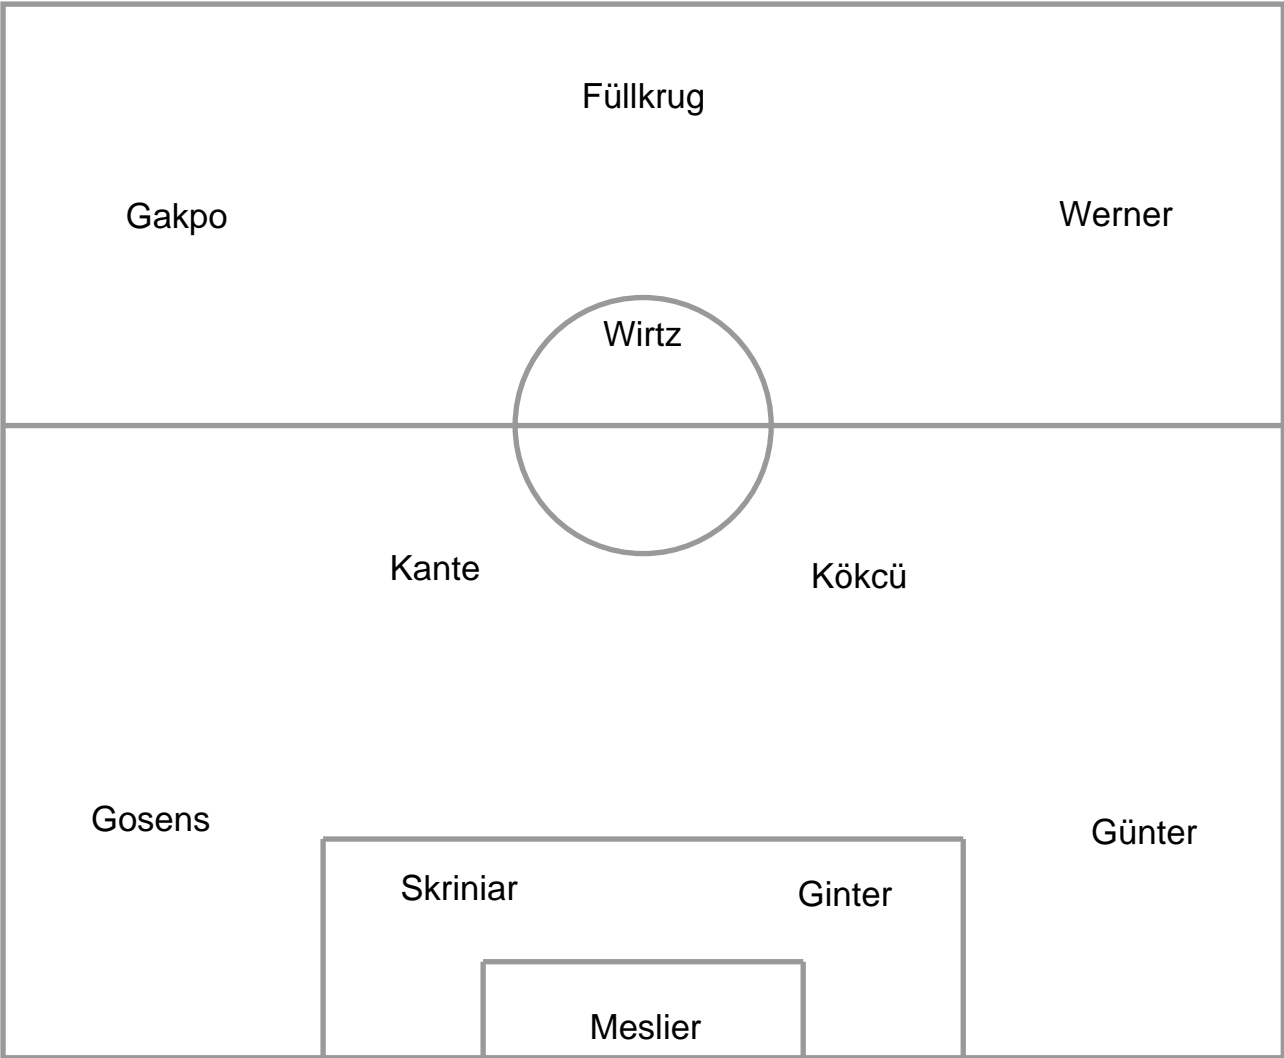 Füllkrug
Gakpo
Werner
Wirtz
Kante
Kökcü
Gosens
Günter
Skriniar
Ginter
Meslier